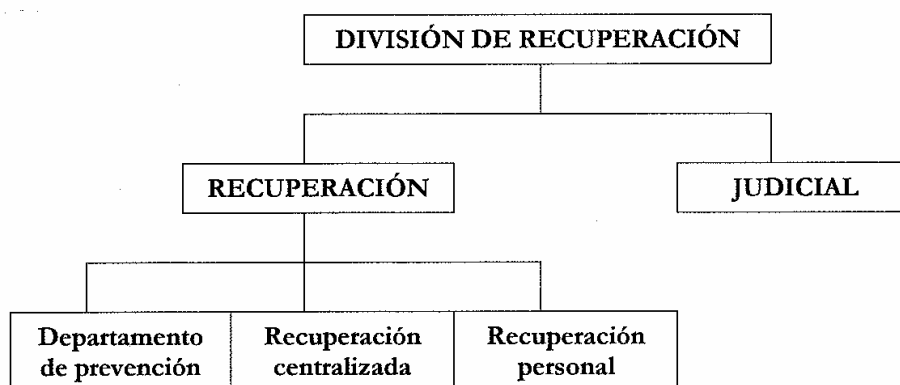 DIVISIÓN DE RECUPERACIÓN
RECUPERACIÓN
JUDICIAL
Departamento
de prevención
Recuperación
centralizada
Recuperación
personal